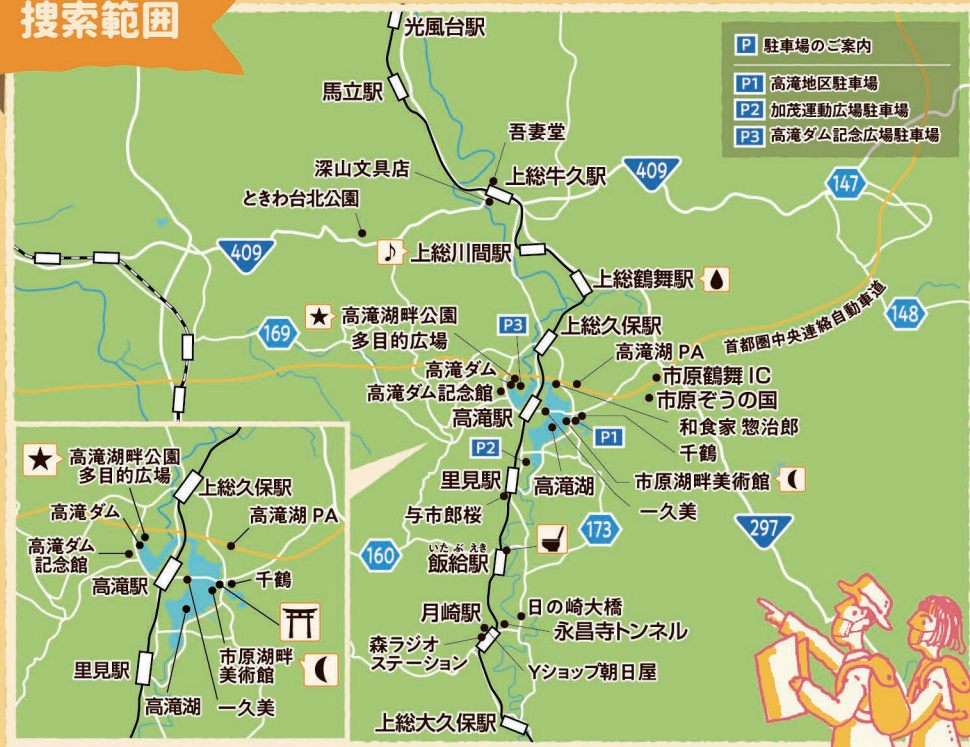 捜索範囲
P 駐車場のご案内
P1 高滝地区駐車場
P2 加茂運動広場駐車場
P3 高滝ダム記念広場駐車場
光風台駅
馬立駅
吾妻堂
深山文具店
上総牛久駅
409
147
ときわ台北公園
409
上総川間駅
上総鶴舞駅
148
首都圏中央連絡自動車道
169
高滝湖畔公園
多目的広場
P3
上総久保駅
高滝湖 PA
高滝ダム
市原鶴舞 IC
高滝ダム記念館
市原ぞうの国
高滝駅
和食家 惣治郎
P1
千鶴
P2
里見駅
高滝湖
市原湖畔美術館
与市郎桜
一久美
173
297
160
いたぶえき
飯給駅
月崎駅
日の崎大橋
永昌寺トンネル
森ラジオ
ステーション
Yショップ朝日屋
上総大久保駅
高滝湖畔公園
多目的広場
上総久保駅
高滝ダム
高滝湖 PA
高滝ダム
記念館
高滝駅
千鶴
里見駅
市原湖畔
美術館
高滝湖
一久美